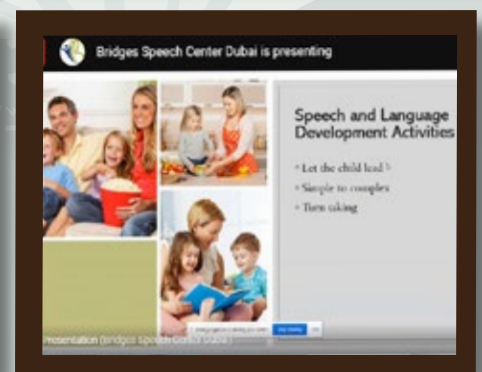 Bridges Speech Center Dubai is presenting
Speech and Language
Development Activities
* Let the child lead
* Simple to complex
* Turn taking
Presentation (Bridges Speech Center Dubai)